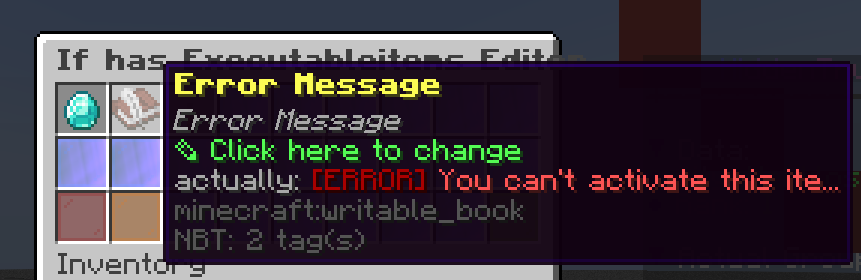 If has Executableitems Editor
Error Message
Error Message
✎ Click here to change
actually: [ERROR] You can't activate this ite...
minecraft:writable_book
NBT: 2 tag(s)
Inventory